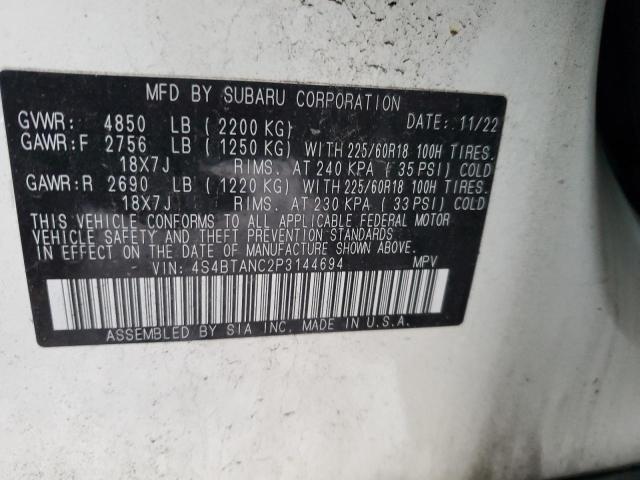 MFD BY SUBARU CORPORATION
GVWR: 4850 LB (2200 KG) DATE: 11/22
GAWR:F 2756 LB (1250 KG) WITH 225/60R18 100H TIRES.
18X7J RIMS. AT 240 KPA (35 PSI) COLD
GAWR:R 2690 LB (1220 KG) WITH 225/60R18 100H TIRES.
18X7J RIMS. AT 230 KPA (33 PSI) COLD
THIS VEHICLE CONFORMS TO ALL APPLICABLE FEDERAL MOTOR
VEHICLE SAFETY AND THEFT PREVENTION STANDARDS
IN EFFECT ON THE DATE OF MANUFACTURE SHOWN ABOVE.
VIN: 4S4BTANC2P3144694 MPV
ASSEMBLED BY SIA INC. MADE IN U.S.A.